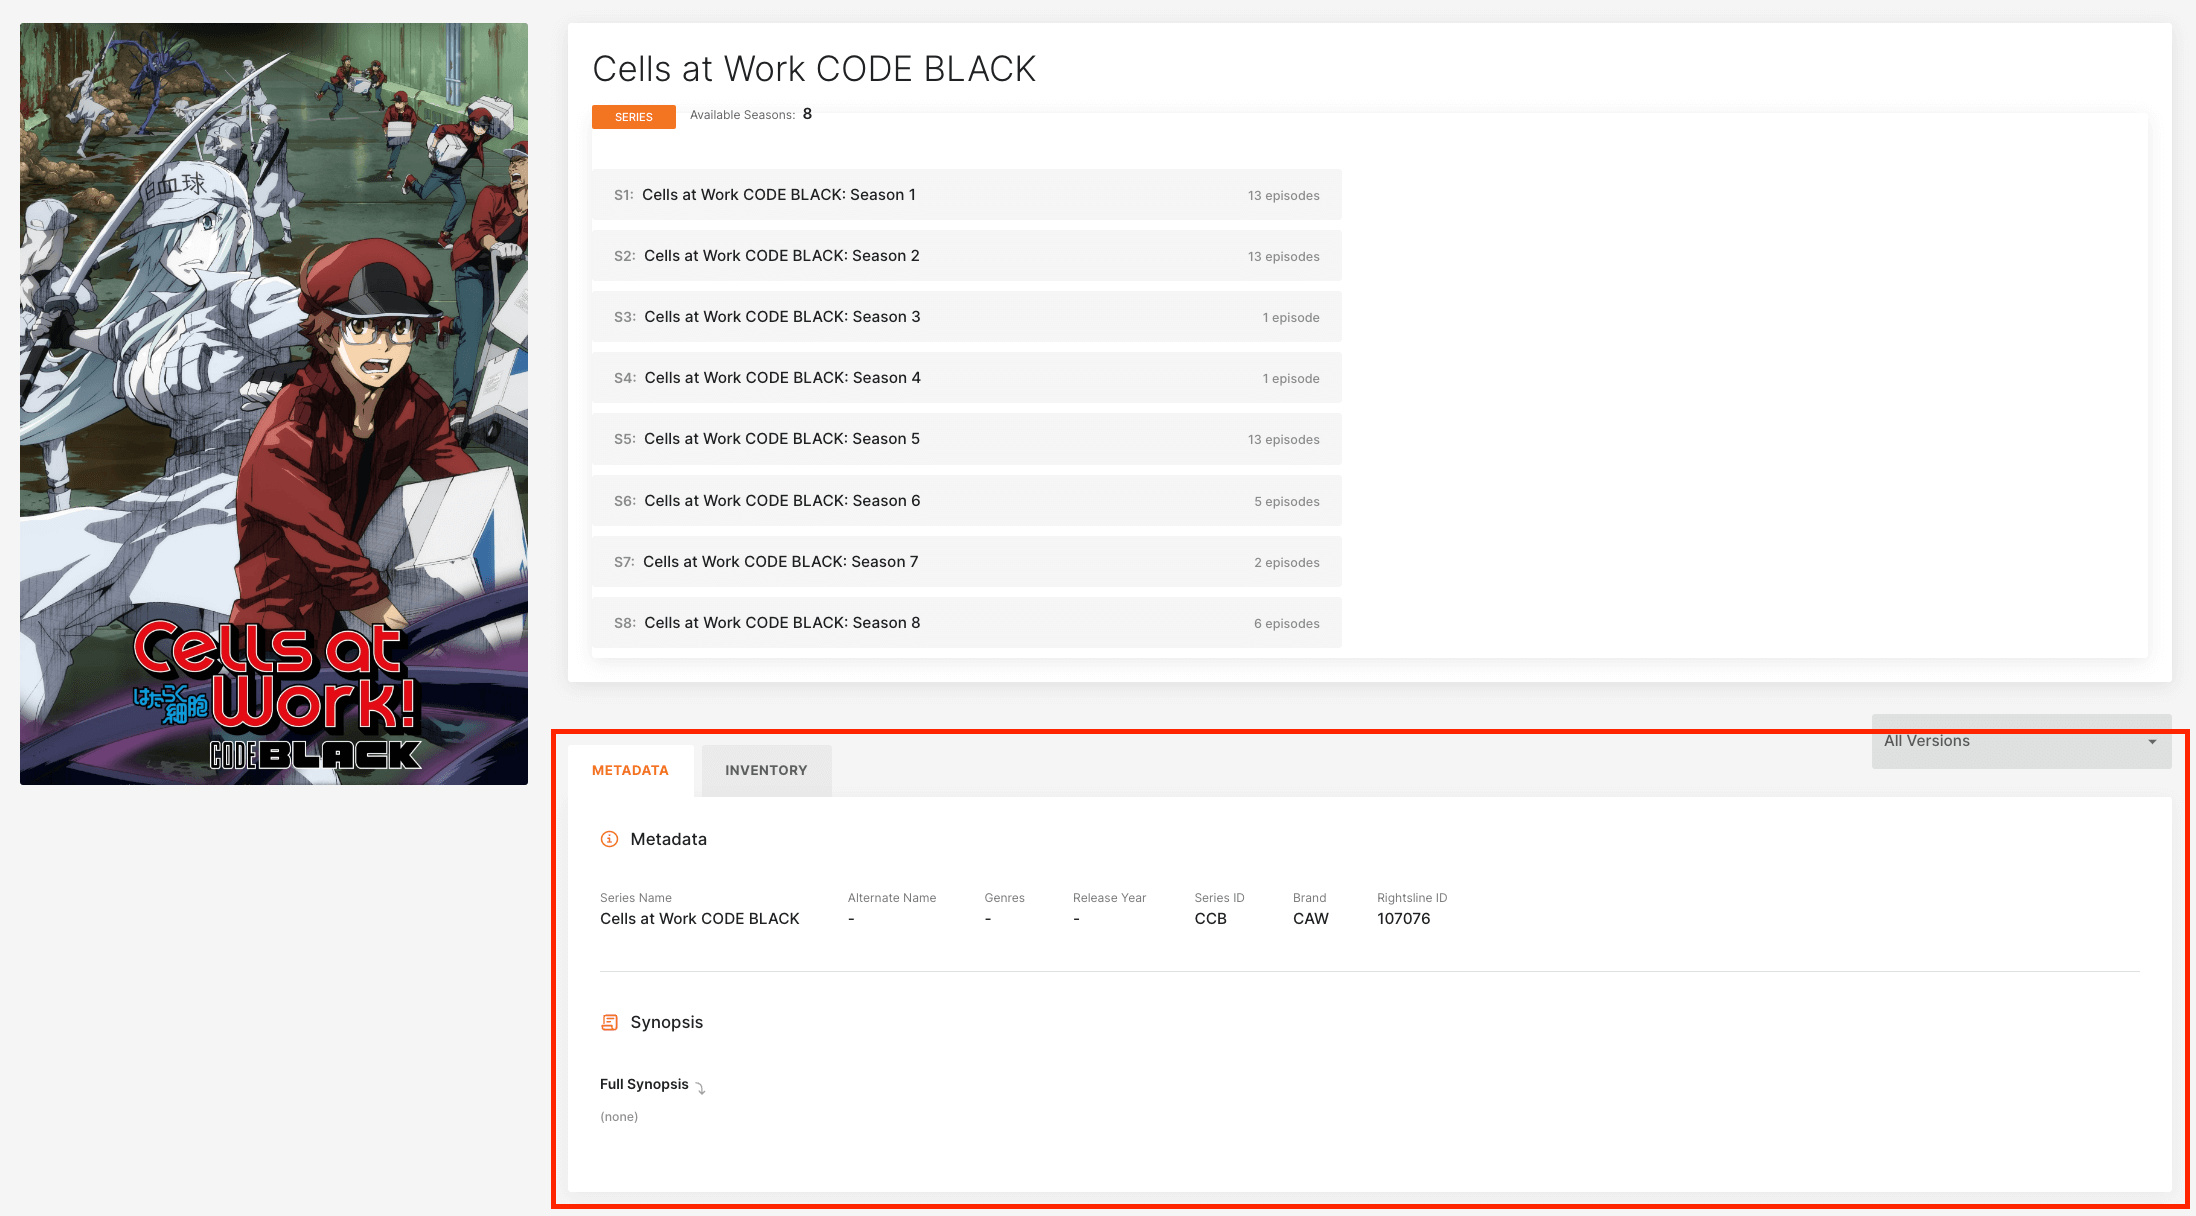 白血球
Cells at
はたらく
細胞
Work!
CODE BLACK
Cells at Work CODE BLACK
SERIES
Available Seasons: 8
S1: Cells at Work CODE BLACK: Season 1 13 episodes
S2: Cells at Work CODE BLACK: Season 2 13 episodes
S3: Cells at Work CODE BLACK: Season 3 1 episode
S4: Cells at Work CODE BLACK: Season 4 1 episode
S5: Cells at Work CODE BLACK: Season 5 13 episodes
S6: Cells at Work CODE BLACK: Season 6 5 episodes
S7: Cells at Work CODE BLACK: Season 7 2 episodes
S8: Cells at Work CODE BLACK: Season 8 6 episodes
All Versions
METADATA INVENTORY
Metadata
Series Name Alternate Name Genres Release Year Series ID Brand Rightsline ID
Cells at Work CODE BLACK - - - CCB CAW 107076
Synopsis
Full Synopsis
(none)